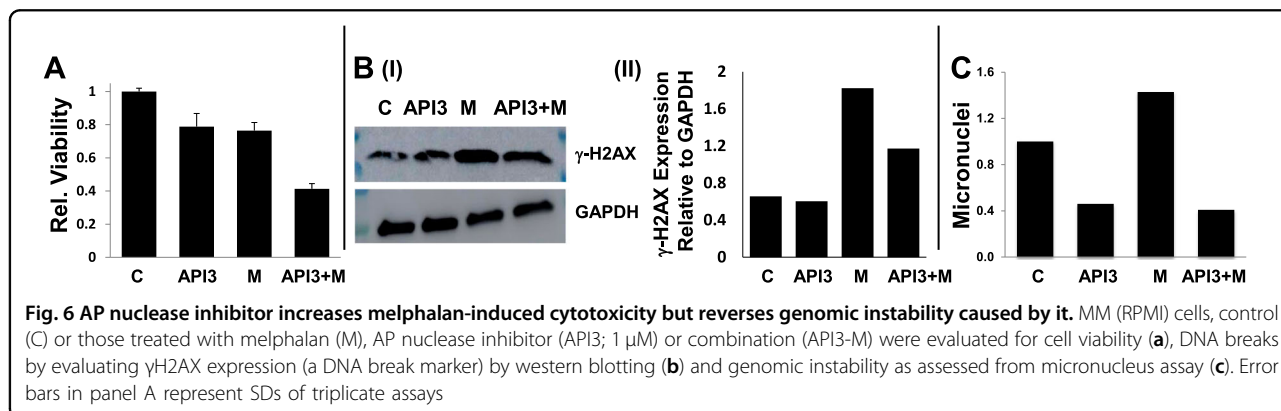 A
Rel. Viability
1
0.8
0.6
0.4
0.2
0
C API3 M API3+M
B (I)
C API3 M API3+M
γ-H2AX
GAPDH
(II)
γ-H2AX Expression
Relative to GAPDH
2
1.6
1.2
0.8
0.4
0
C API3 M API3+M
C
Micronuclei
1.6
1.2
0.8
0.4
0.0
C API3 M API3+M
Fig. 6 AP nuclease inhibitor increases melphalan-induced cytotoxicity but reverses genomic instability caused by it. MM (RPMI) cells, control
(C) or those treated with melphalan (M), AP nuclease inhibitor (API3; 1 μM) or combination (API3-M) were evaluated for cell viability (a), DNA breaks
by evaluating γH2AX expression (a DNA break marker) by western blotting (b) and genomic instability as assessed from micronucleus assay (c). Error
bars in panel A represent SDs of triplicate assays